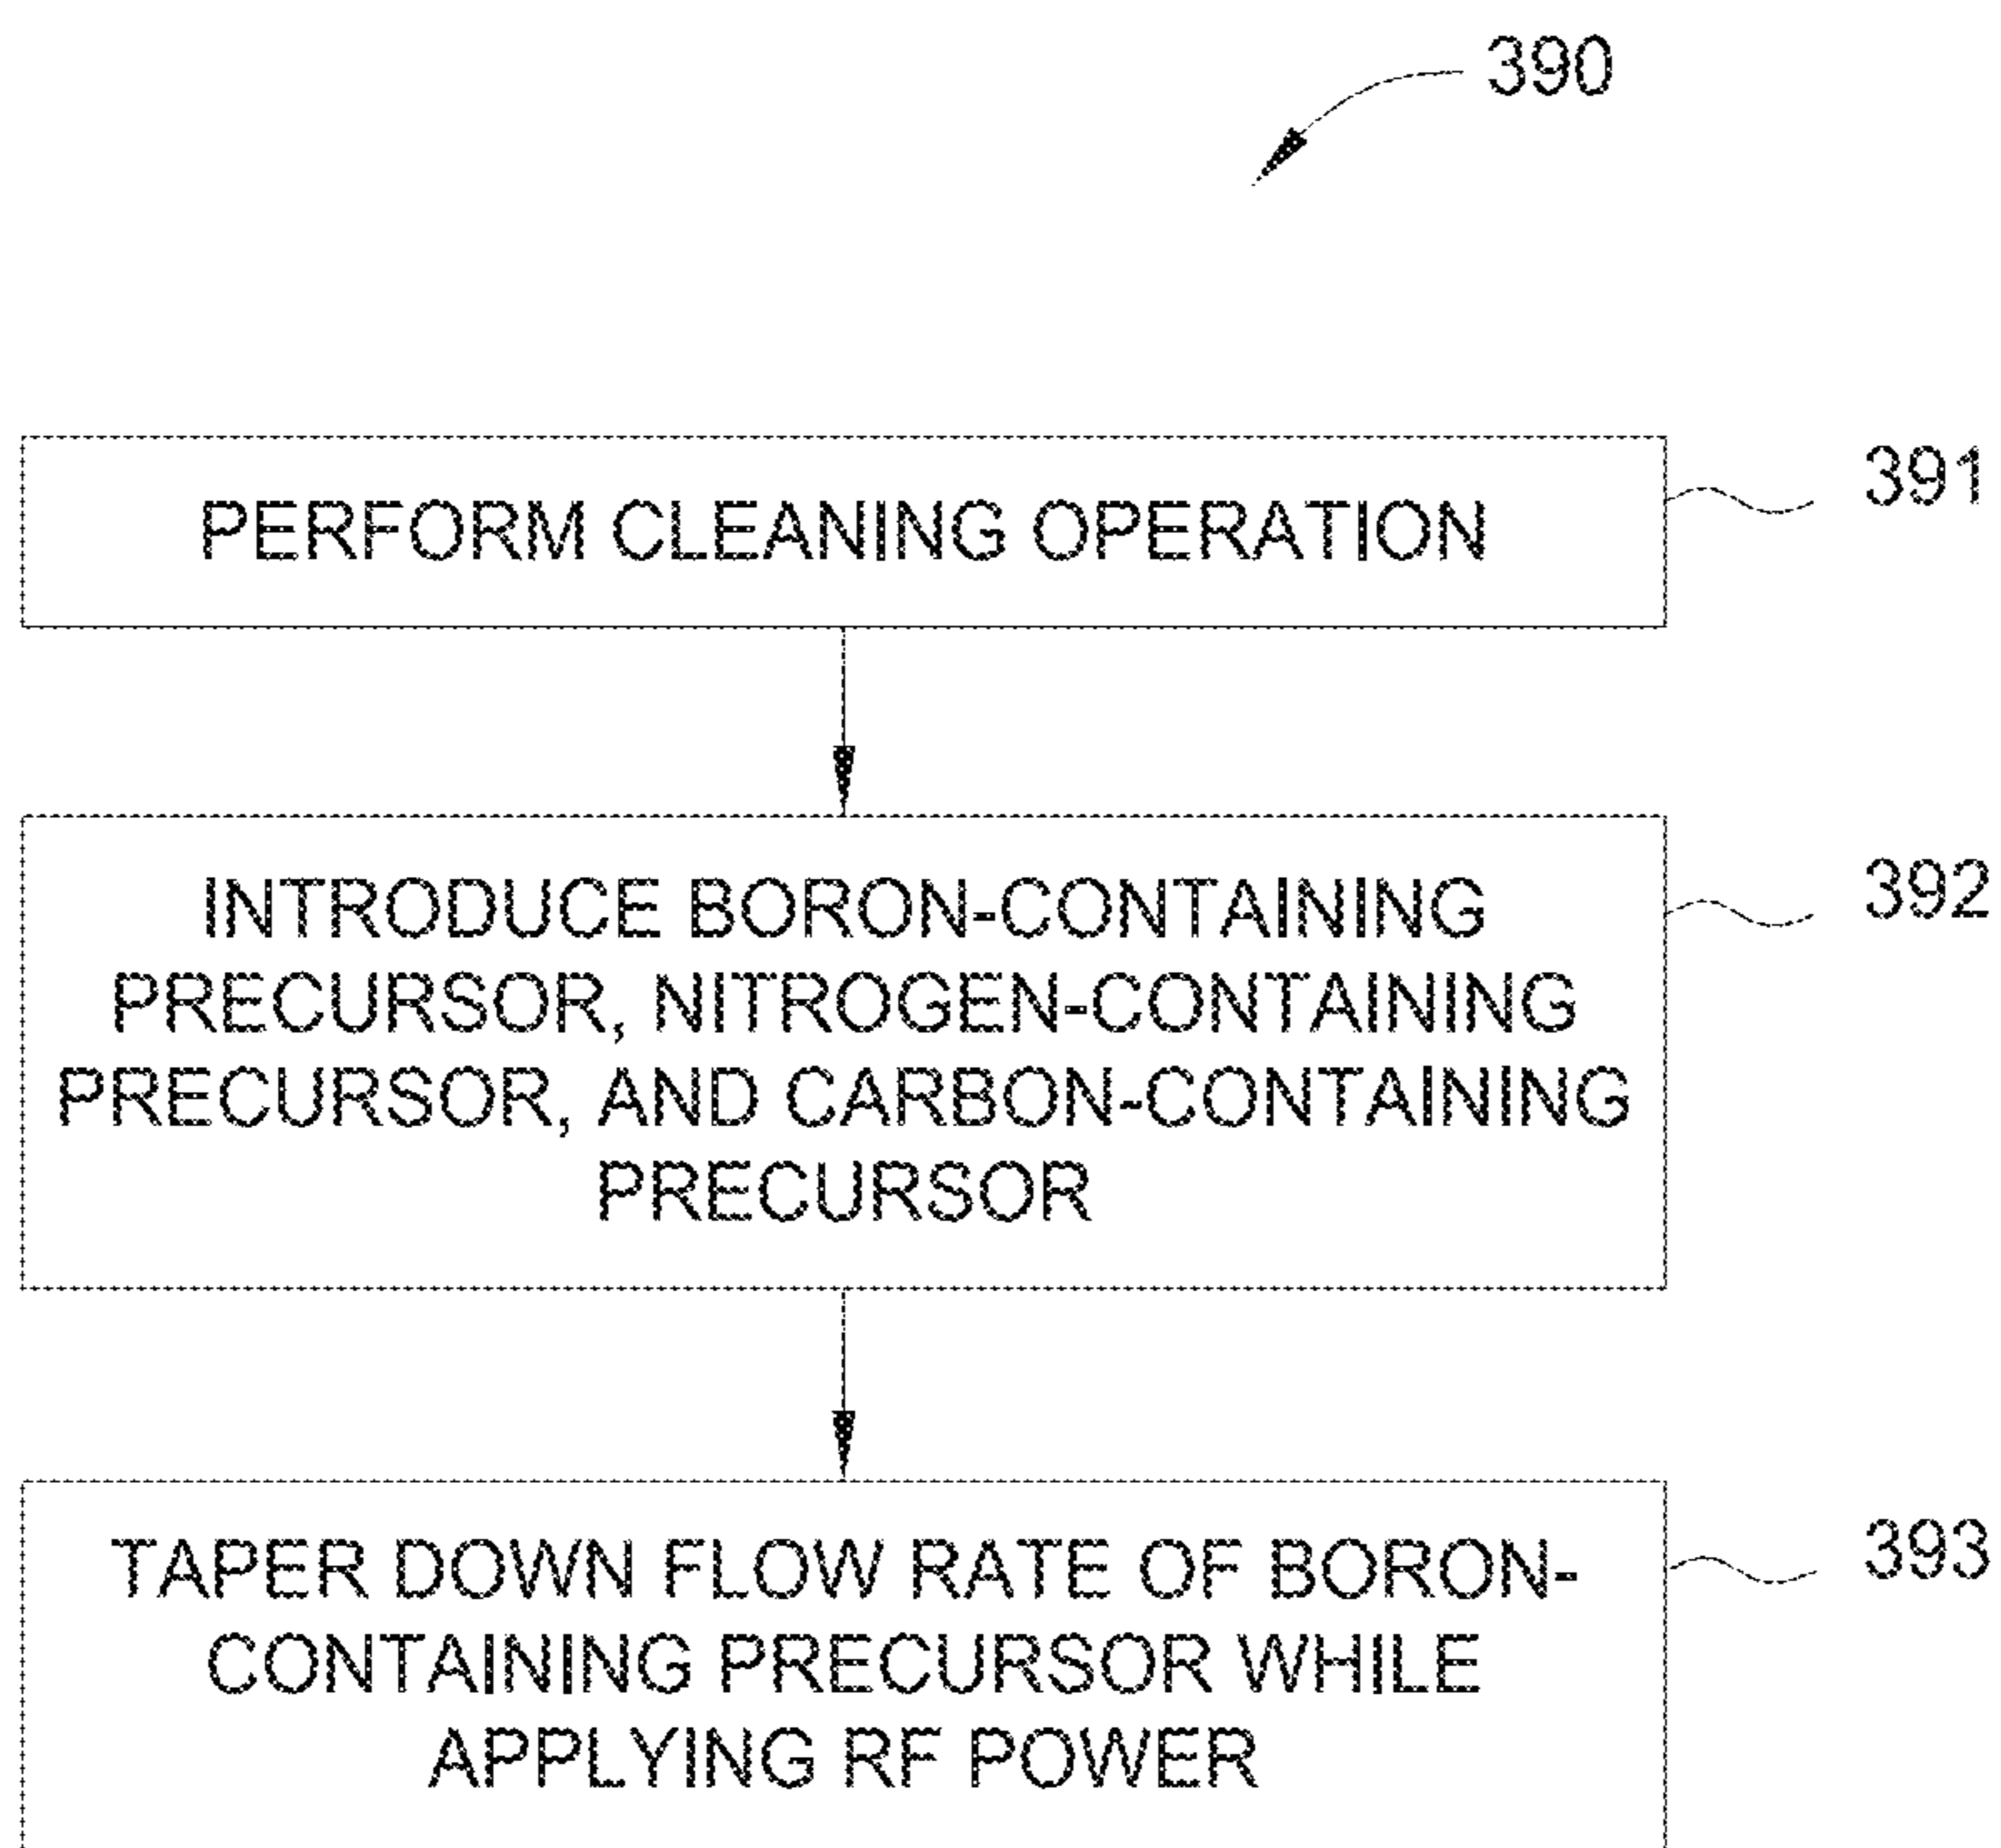 390
PERFORM CLEANING OPERATION
391
INTRODUCE BORON-CONTAINING
PRECURSOR, NITROGEN-CONTAINING
PRECURSOR, AND CARBON-CONTAINING
PRECURSOR
392
TAPER DOWN FLOW RATE OF BORON-
CONTAINING PRECURSOR WHILE
APPLYING RF POWER
393